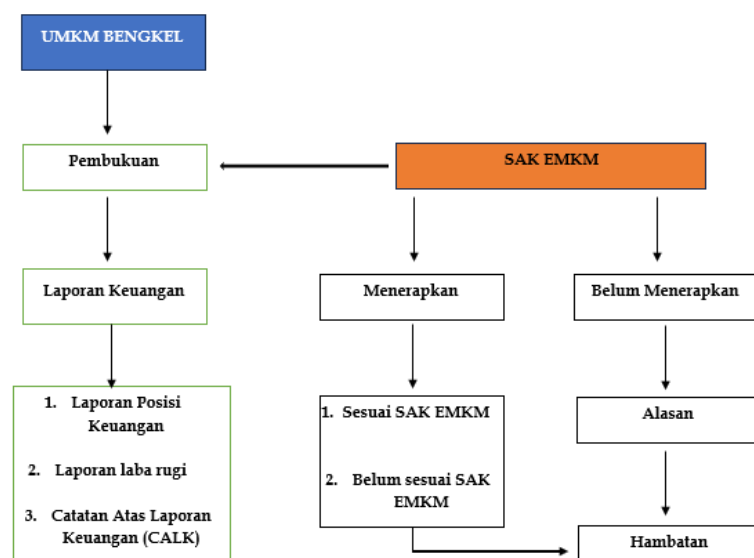 UMKM BENGKEL
Pembukuan
SAK EMKM
Laporan Keuangan
Menerapkan
Belum Menerapkan
1. Laporan Posisi
Keuangan
2. Laporan laba rugi
3. Catatan Atas Laporan
Keuangan (CALK)
1. Sesuai SAK EMKM
2. Belum sesuai SAK
EMKM
Alasan
Hambatan